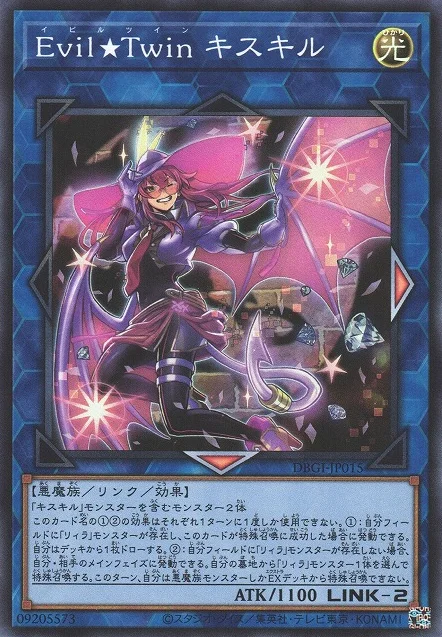 イビルツイン
Evil★Twin キスキル
ひかり
光
DBGI-JP015
【悪魔族／リンク／効果】
「キスキル」モンスターを含むモンスター2体
このカード名の①②の効果はそれぞれ1ターンに1度しか使用できない。①：自分フィー
ルドに「リィラ」モンスターが存在し、このカードが特殊召喚に成功した場合に発動できる。
自分はデッキから1枚ドローする。②：自分フィールドに「リィラ」モンスターが存在しない場合、
自分・相手のメインフェイズに発動できる。自分の墓地から「リィラ」モンスター1体を選んで
特殊召喚する。このターン、自分は悪魔族モンスターしかEXデッキから特殊召喚できない。
ATK/1100 LINK-2
09205573 ©スタジオ・ダイス/集英社・テレビ東京・KONAMI